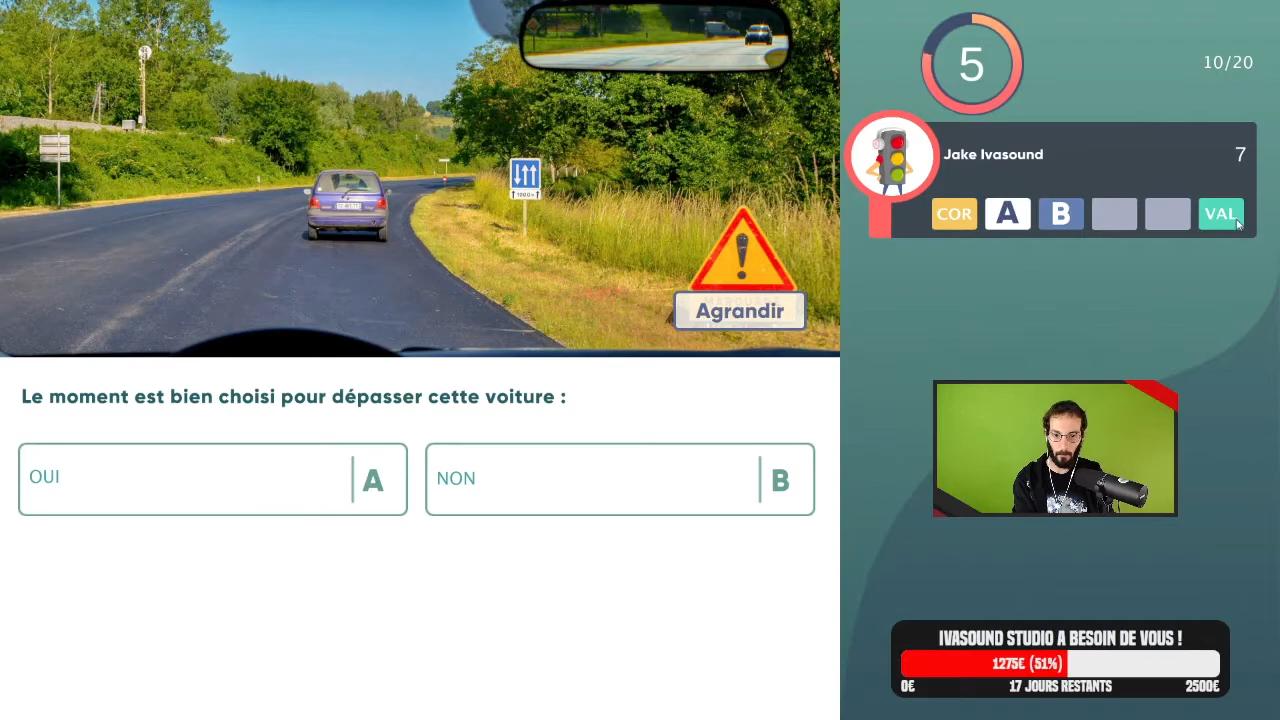 5
10/20
Jake Ivasound
7
COR
A
B
VAL
Agrandir
Le moment est bien choisi pour dépasser cette voiture :
OUI
A
NON
B
IVASOUND STUDIO A BESOIN DE VOUS !
1275€ (51%)
0€
17 JOURS RESTANTS
2500€